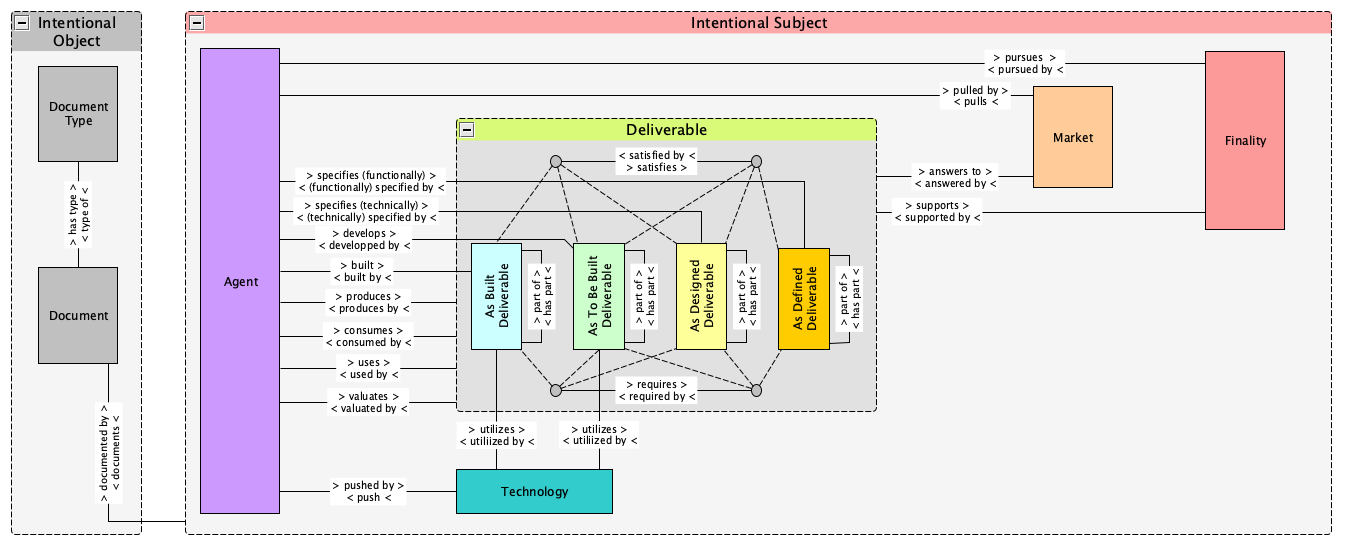 Intentional
Object
Document
Type
> has type >
< type of <
Document
> documented by >
< documents <
Intentional Subject
Agent
> pursues >
< pursued by <
> pulled by >
< pulls <
Market
Finality
> answers to >
< answered by <
> supports >
< supported by <
Deliverable
< satisfied by <
> satisfies >
> specifies (functionally) >
< (functionally) specified by <
> specifies (technically) >
< (technically) specified by <
> develops >
< developped by <
> built >
< built by <
> produces >
< produces by <
> consumes >
< consumed by <
> uses >
< used by <
> valuates >
< valuated by <
As Built
Deliverable
> part of >
< has part <
As To Be Built
Deliverable
> part of >
< has part <
As Designed
Deliverable
> part of >
< has part <
As Defined
Deliverable
> part of >
< has part <
> requires >
< required by <
> utilizes >
< utiliized by <
> utilizes >
< utiliized by <
> pushed by >
< push <
Technology